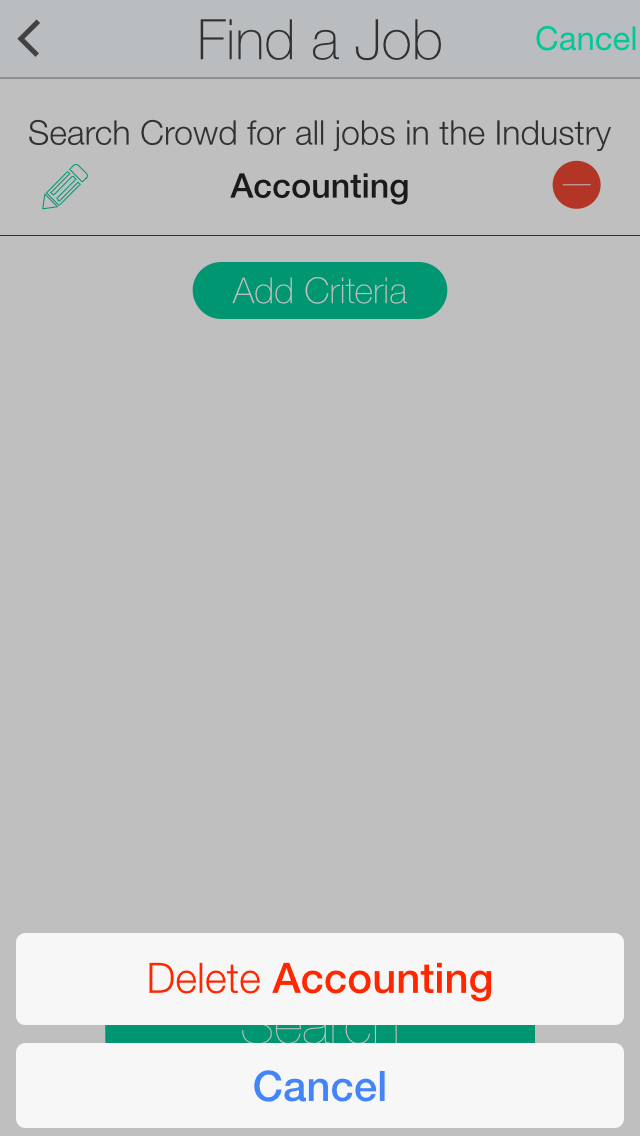 Find a Job
Cancel
Search Crowd for all jobs in the Industry
Accounting
Add Criteria
Delete Accounting
Search
Cancel